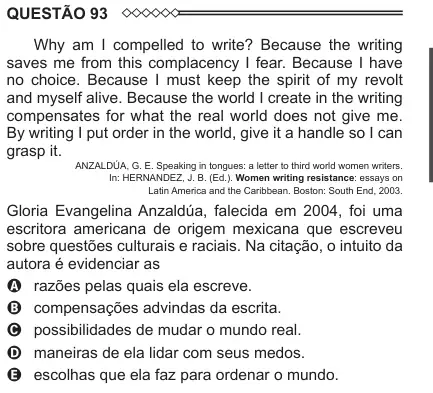 QUESTÃO 93
Why am I compelled to write? Because the writing
saves me from this complacency I fear. Because I have
no choice. Because I must keep the spirit of my revolt
and myself alive. Because the world I create in the writing
compensates for what the real world does not give me.
By writing I put order in the world, give it a handle so I can
grasp it.
ANZALDÚA, G. E. Speaking in tongues: a letter to third world women writers.
In: HERNANDEZ, J. B. (Ed.). Women writing resistance: essays on
Latin America and the Caribbean. Boston: South End, 2003.
Gloria Evangelina Anzaldúa, falecida em 2004, foi uma
escritora americana de origem mexicana que escreveu
sobre questões culturais e raciais. Na citação, o intuito da
autora é evidenciar as
A razões pelas quais ela escreve.
B compensações advindas da escrita.
C possibilidades de mudar o mundo real.
D maneiras de ela lidar com seus medos.
E escolhas que ela faz para ordenar o mundo.